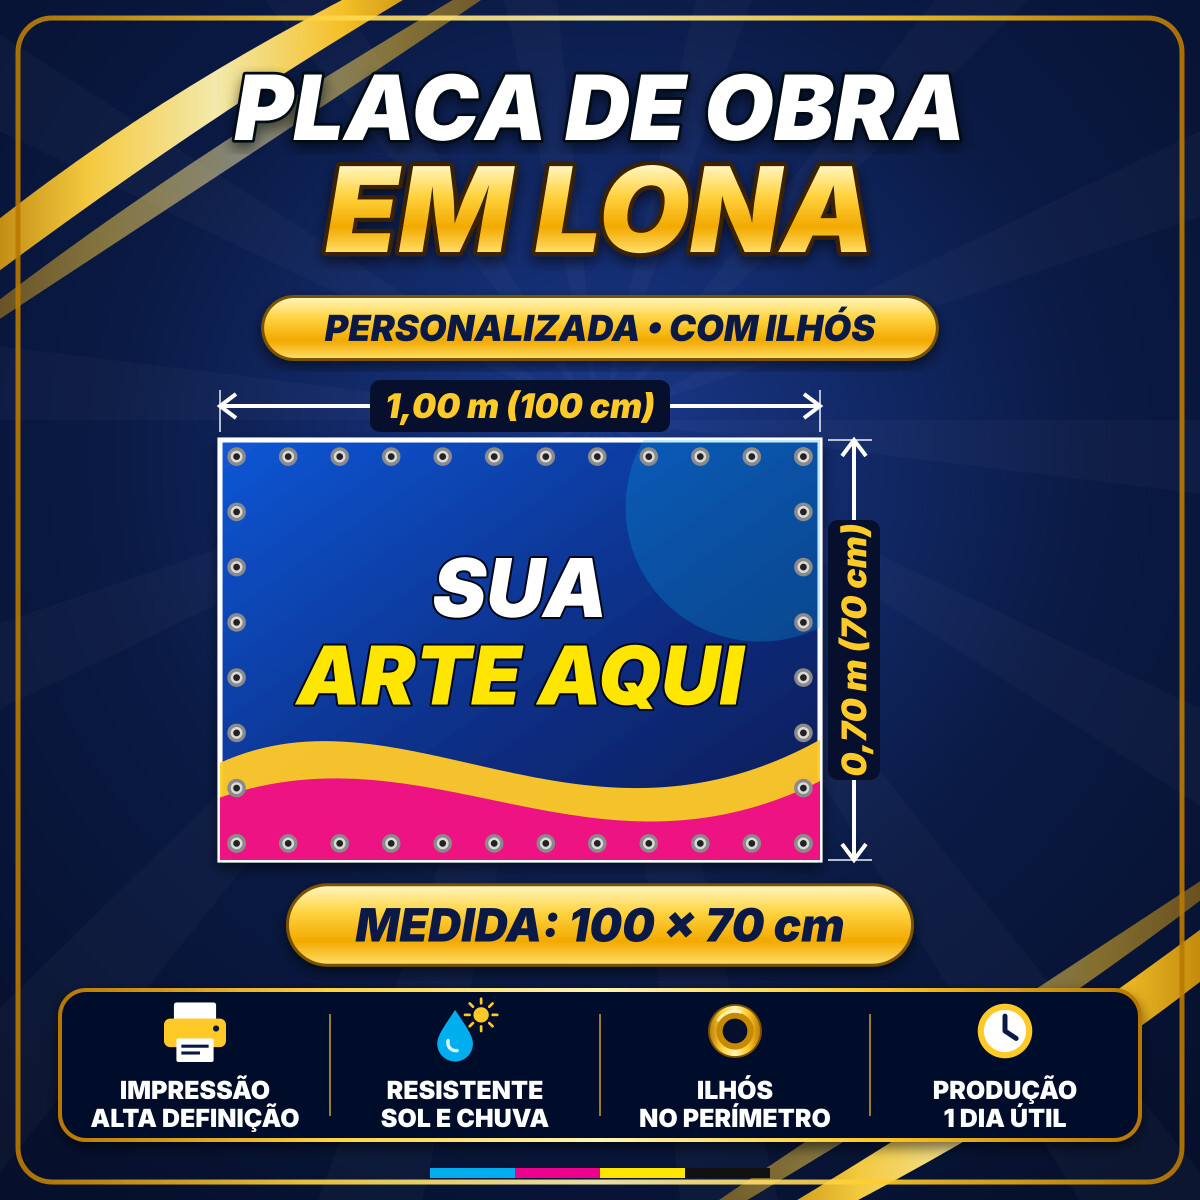 PLACA DE OBRA
EM LONA
PERSONALIZADA • COM ILHÓS
1,00 m (100 cm)
SUA
ARTE AQUI
0,70 m (70 cm)
MEDIDA: 100 × 70 cm
IMPRESSÃO
ALTA DEFINIÇÃO
RESISTENTE
SOL E CHUVA
ILHÓS
NO PERÍMETRO
PRODUÇÃO
1 DIA ÚTIL